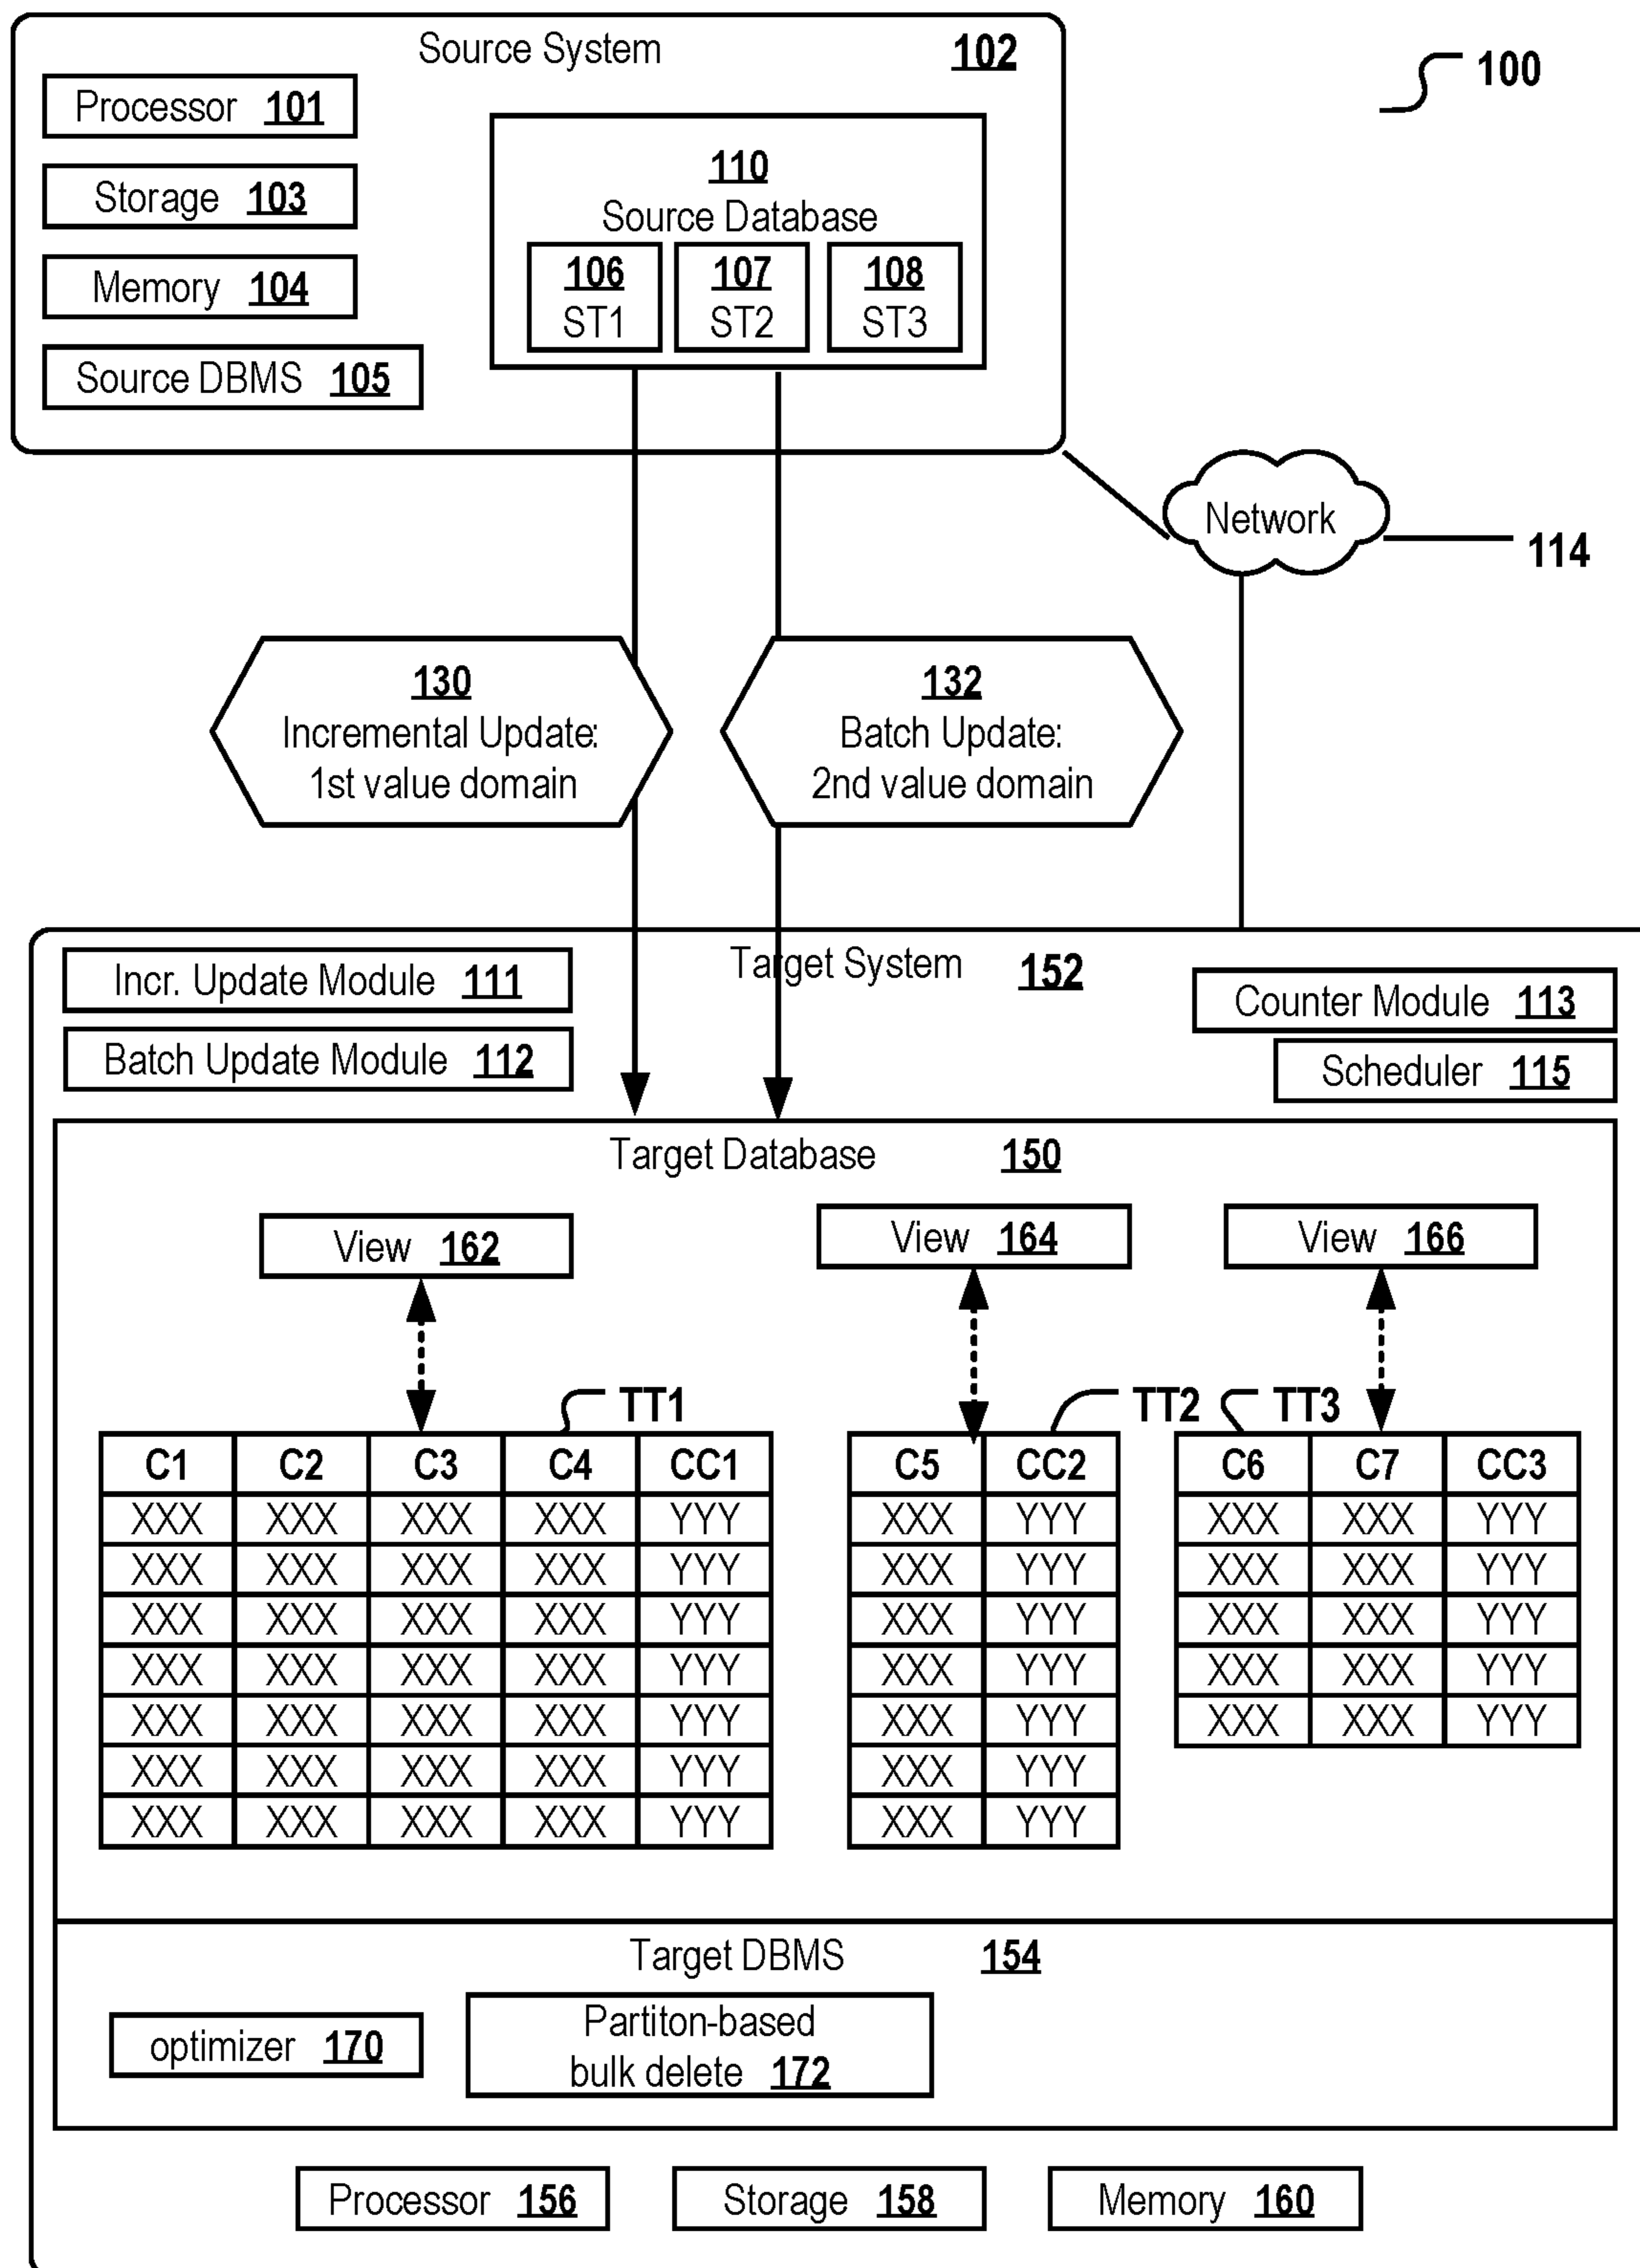 Source System 102
100
Processor 101
Storage 103
Memory 104
Source DBMS 105
110
Source Database
106 107 108
ST1 ST2 ST3
Network
114
130
Incremental Update:
1st value domain
132
Batch Update:
2nd value domain
Target System 152
Incr. Update Module 111
Batch Update Module 112
Counter Module 113
Scheduler 115
Target Database 150
View 162
View 164
View 166
TT1
TT2
TT3
C1 C2 C3 C4 CC1
XXX XXX XXX XXX YYY
XXX XXX XXX XXX YYY
XXX XXX XXX XXX YYY
XXX XXX XXX XXX YYY
XXX XXX XXX XXX YYY
XXX XXX XXX XXX YYY
XXX XXX XXX XXX YYY
C5 CC2
XXX YYY
XXX YYY
XXX YYY
XXX YYY
XXX YYY
XXX YYY
XXX YYY
C6 C7 CC3
XXX XXX YYY
XXX XXX YYY
XXX XXX YYY
XXX XXX YYY
XXX XXX YYY
Target DBMS 154
optimizer 170
Partiton-based
bulk delete 172
Processor 156
Storage 158
Memory 160